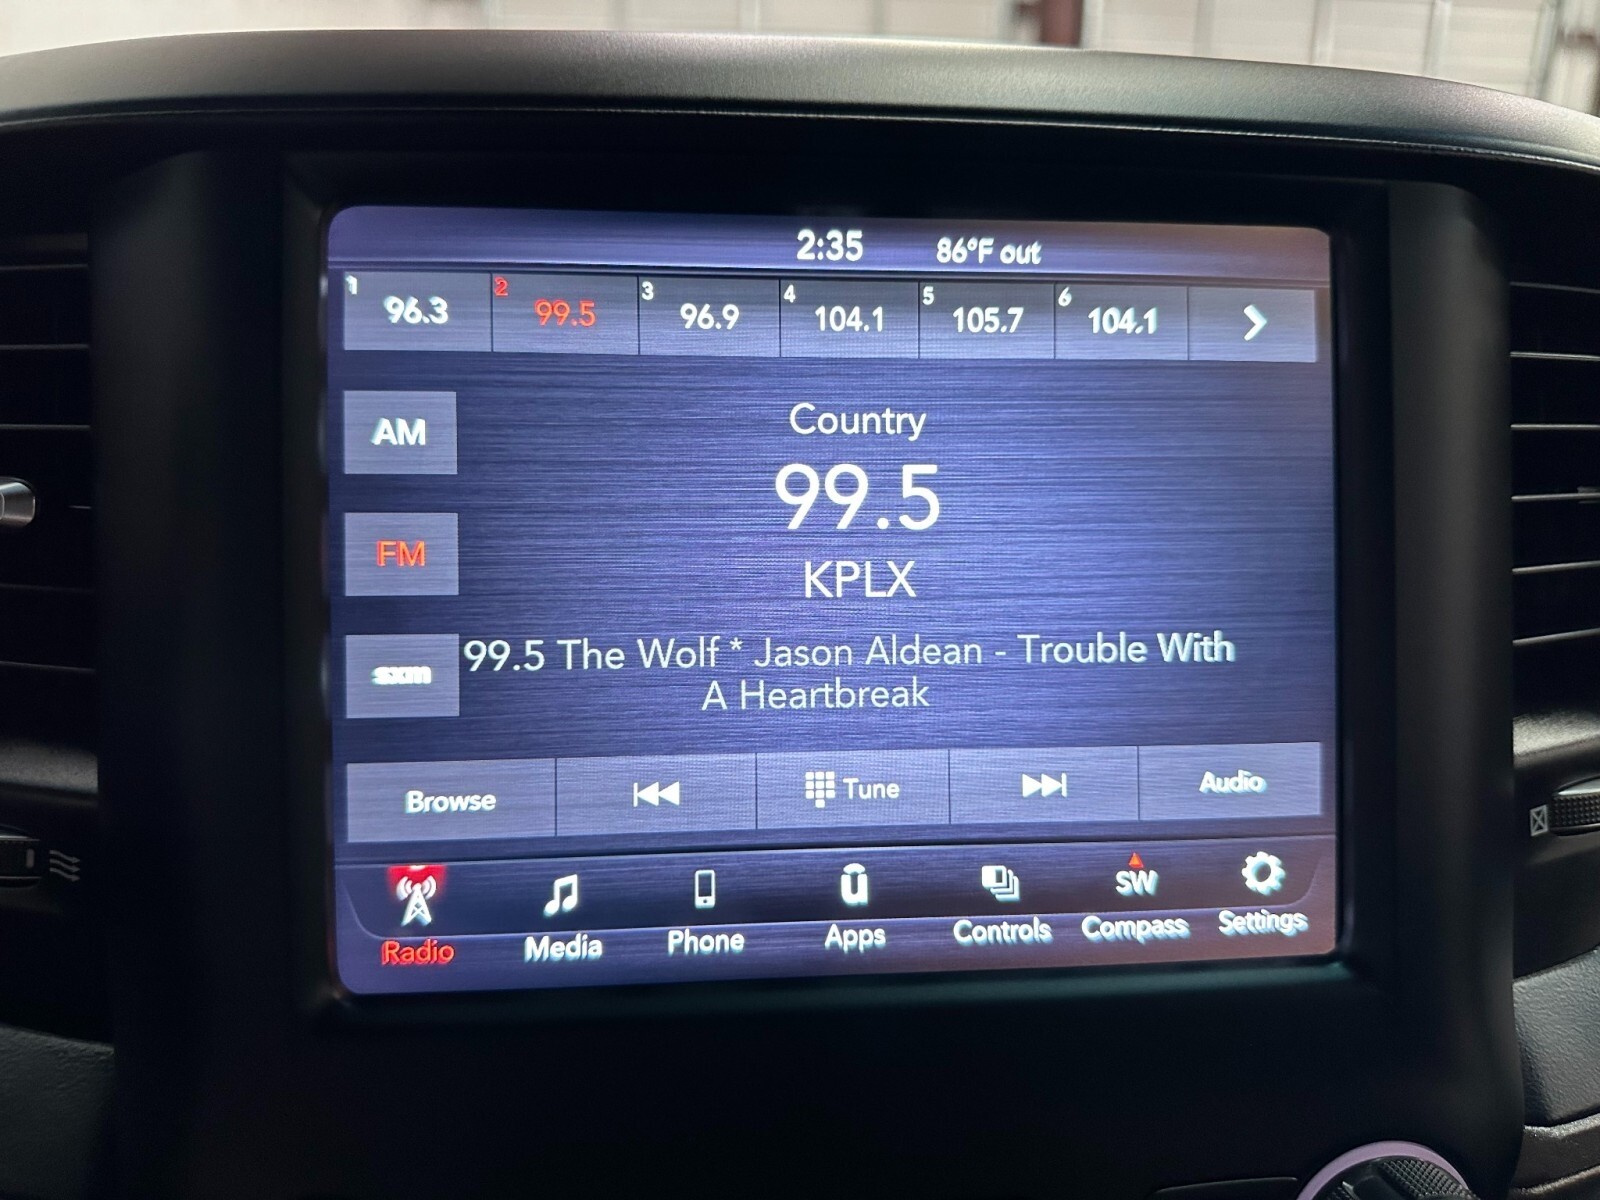 2:35 86°F out
1 96.3 2 99.5 3 96.9 4 104.1 5 105.7 6 104.1
AM
Country
99.5
FM
KPLX
sxm
99.5 The Wolf * Jason Aldean - Trouble With
A Heartbreak
Browse Tune Audio
SW
Radio Media Phone Apps Controls Compass Settings